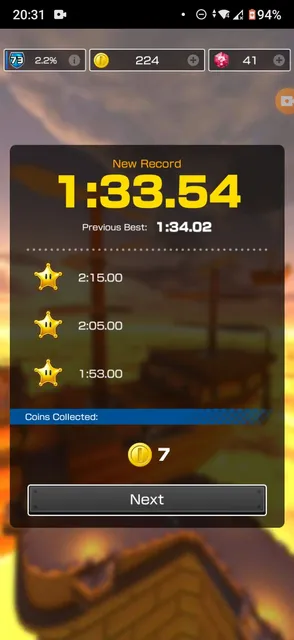 20:31 94%
73 2.2% i 224 41
New Record
1:33.54
Previous Best: 1:34.02
2:15.00
2:05.00
1:53.00
Coins Collected:
7
Next